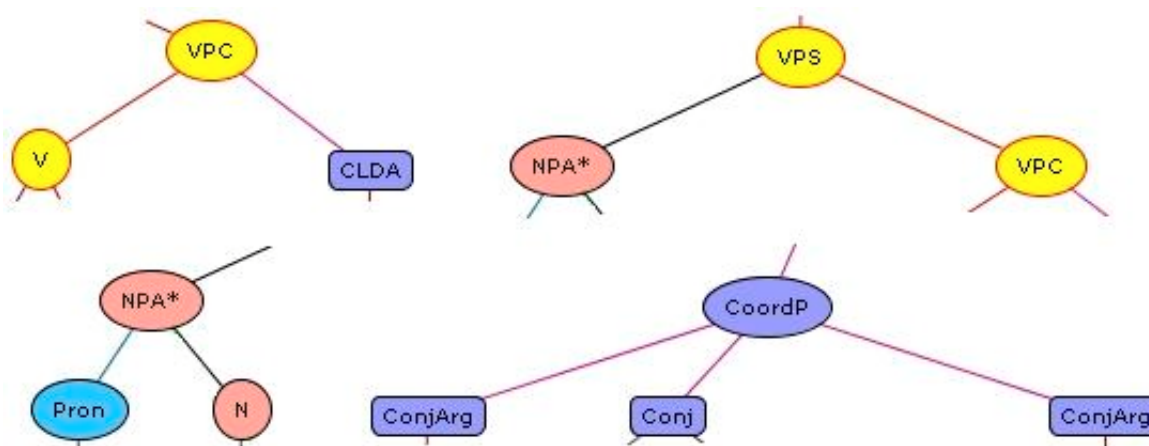 VPC
VPS
V
CLDA
NPA*
VPC
NPA*
CoordP
Pron
N
ConjArg
Conj
ConjArg